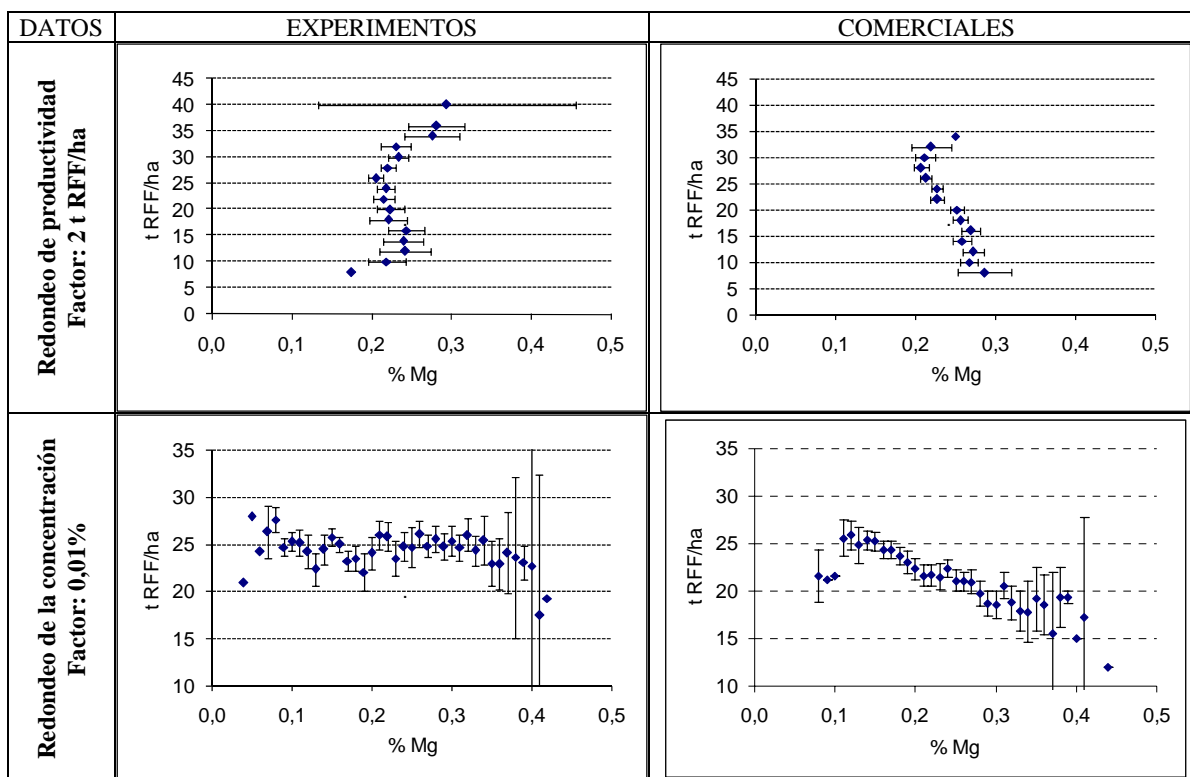 DATOS EXPERIMENTOS COMERCIALES
Redondeo de productividad
Factor: 2 t RFF/ha
t RFF/ha
45
40
35
30
25
20
15
10
5
0
0,0 0,1 0,2 0,3 0,4 0,5
% Mg
t RFF/ha
45
40
35
30
25
20
15
10
5
0
0,0 0,1 0,2 0,3 0,4 0,5
% Mg
Redondeo de la concentración
Factor: 0,01%
t RFF/ha
35
30
25
20
15
10
0,0 0,1 0,2 0,3 0,4 0,5
% Mg
t RFF/ha
35
30
25
20
15
10
0,0 0,1 0,2 0,3 0,4 0,5
% Mg